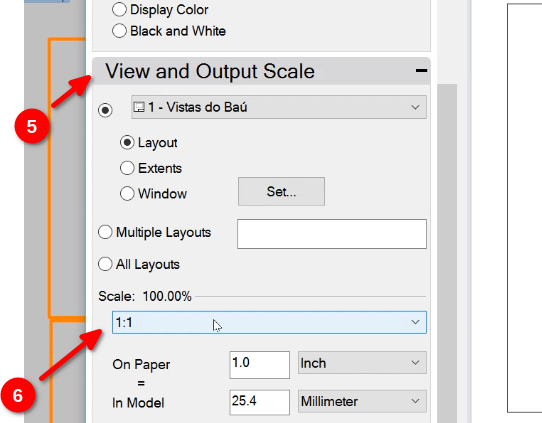 Display Color
Black and White
View and Output Scale
5
1 - Vistas do Baú
Layout
Extents
Window
Set...
Multiple Layouts
All Layouts
Scale: 100.00%
1:1
6
On Paper
1.0
Inch
=
In Model
25.4
Millimeter